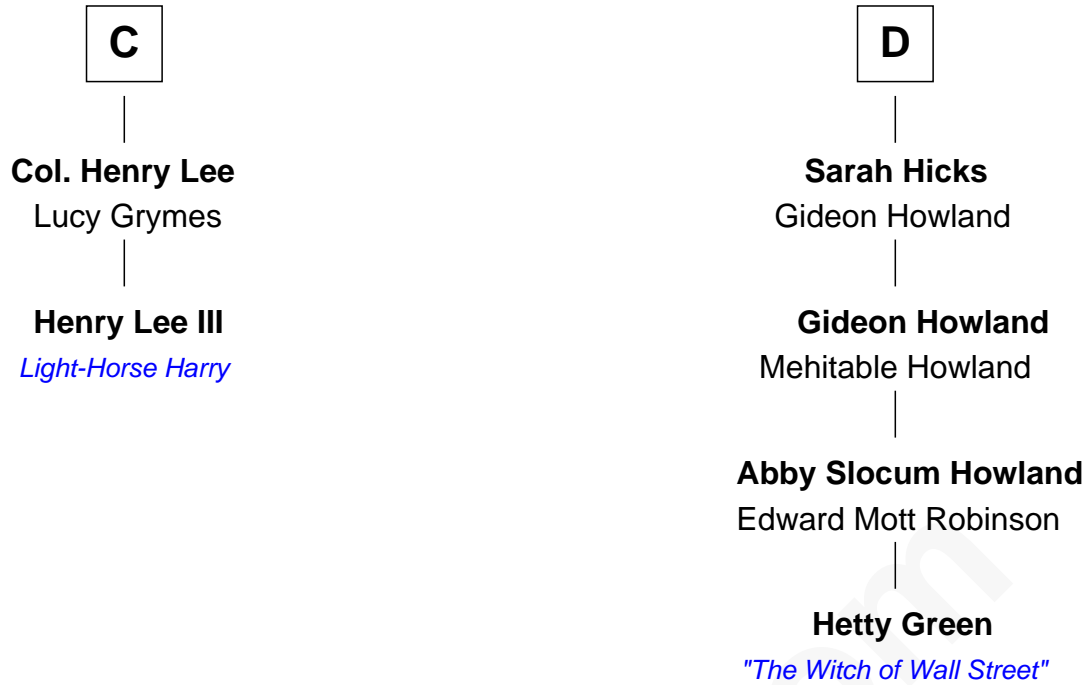 C
Col. Henry Lee
Lucy Grymes
Henry Lee III
Light-Horse Harry
D
Sarah Hicks
Gideon Howland
Gideon Howland
Mehitable Howland
Abby Slocum Howland
Edward Mott Robinson
Hetty Green
"The Witch of Wall Street"